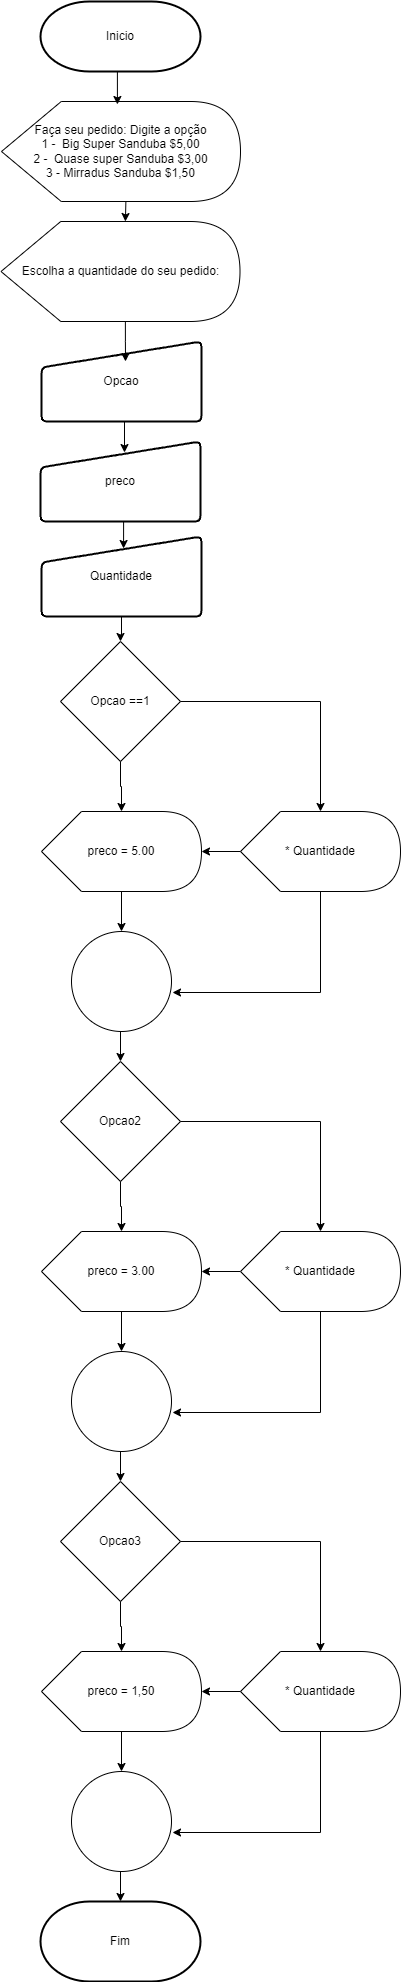 Inicio
Faça seu pedido: Digite a opção
1 - Big Super Sanduba $5,00
2 - Quase super Sanduba $3,00
3 - Mirradus Sanduba $1,50
Escolha a quantidade do seu pedido:
Opcao
preco
Quantidade
Opcao ==1
preco = 5.00
* Quantidade
Opcao2
preco = 3.00
* Quantidade
Opcao3
preco = 1,50
* Quantidade
Fim